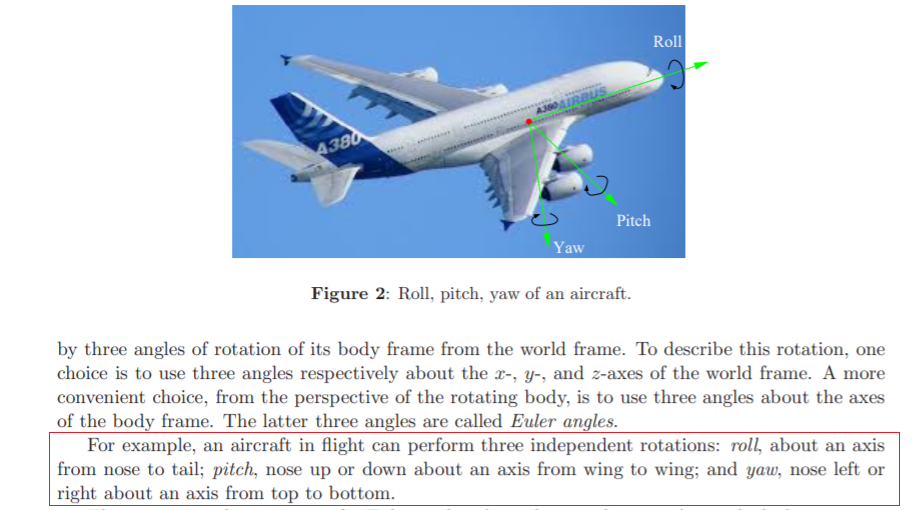 Roll
A380 AIRBUS
A380
Pitch
Yaw
Figure 2: Roll, pitch, yaw of an aircraft.
by three angles of rotation of its body frame from the world frame. To describe this rotation, one
choice is to use three angles respectively about the x-, y-, and z-axes of the world frame. A more
convenient choice, from the perspective of the rotating body, is to use three angles about the axes
of the body frame. The latter three angles are called Euler angles.
For example, an aircraft in flight can perform three independent rotations: roll, about an axis
from nose to tail; pitch, nose up or down about an axis from wing to wing; and yaw, nose left or
right about an axis from top to bottom.